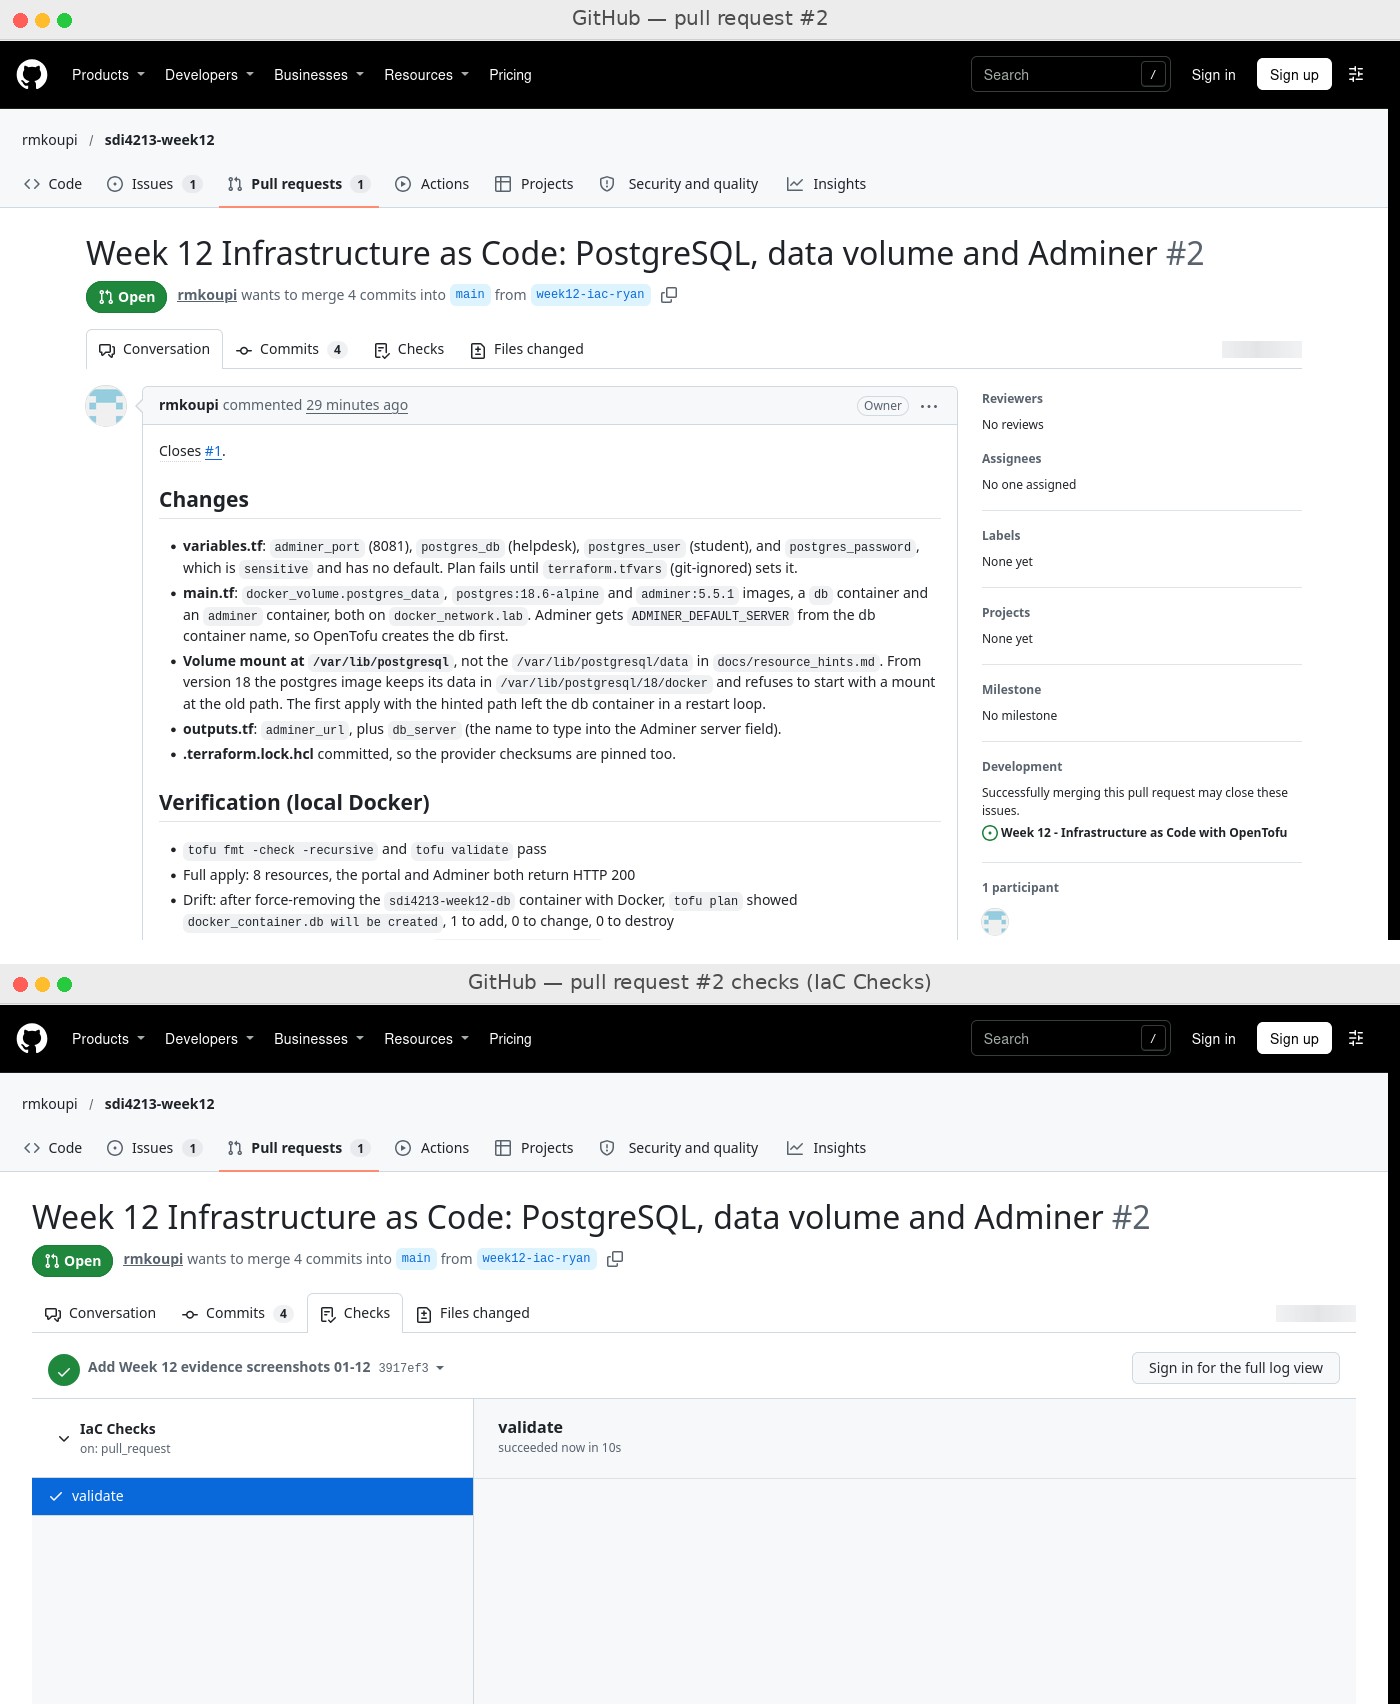 GitHub — pull request #2
Products Developers Businesses Resources Pricing Search / Sign in Sign up
rmkoupi / sdi4213-week12
Code Issues 1 Pull requests 1 Actions Projects Security and quality Insights
Week 12 Infrastructure as Code: PostgreSQL, data volume and Adminer #2
Open rmkoupi wants to merge 4 commits into main from week12-iac-ryan
Conversation Commits 4 Checks Files changed
rmkoupi commented 29 minutes ago Owner ...
Closes #1.
Changes
• variables.tf: adminer_port (8081), postgres_db (helpdesk), postgres_user (student), and postgres_password,
which is sensitive and has no default. Plan fails until terraform.tfvars (git-ignored) sets it.
• main.tf: docker_volume.postgres_data, postgres:18.6-alpine and adminer:5.5.1 images, a db container and
an adminer container, both on docker_network.lab. Adminer gets ADMINER_DEFAULT_SERVER from the db
container name, so OpenTofu creates the db first.
• Volume mount at /var/lib/postgresql, not the /var/lib/postgresql/data in docs/resource_hints.md. From
version 18 the postgres image keeps its data in /var/lib/postgresql/18/docker and refuses to start with a mount
at the old path. The first apply with the hinted path left the db container in a restart loop.
• outputs.tf: adminer_url, plus db_server (the name to type into the Adminer server field).
• .terraform.lock.hcl committed, so the provider checksums are pinned too.
Verification (local Docker)
• tofu fmt -check -recursive and tofu validate pass
• Full apply: 8 resources, the portal and Adminer both return HTTP 200
• Drift: after force-removing the sdi4213-week12-db container with Docker, tofu plan showed
docker_container.db will be created, 1 to add, 0 to change, 0 to destroy
Reviewers
No reviews
Assignees
No one assigned
Labels
None yet
Projects
None yet
Milestone
No milestone
Development
Successfully merging this pull request may close these
issues.
Week 12 - Infrastructure as Code with OpenTofu
1 participant
GitHub — pull request #2 checks (IaC Checks)
Products Developers Businesses Resources Pricing Search / Sign in Sign up
rmkoupi / sdi4213-week12
Code Issues 1 Pull requests 1 Actions Projects Security and quality Insights
Week 12 Infrastructure as Code: PostgreSQL, data volume and Adminer #2
Open rmkoupi wants to merge 4 commits into main from week12-iac-ryan
Conversation Commits 4 Checks Files changed
Add Week 12 evidence screenshots 01-12 3917ef3 Sign in for the full log view
IaC Checks
on: pull_request
validate
validate
succeeded now in 10s